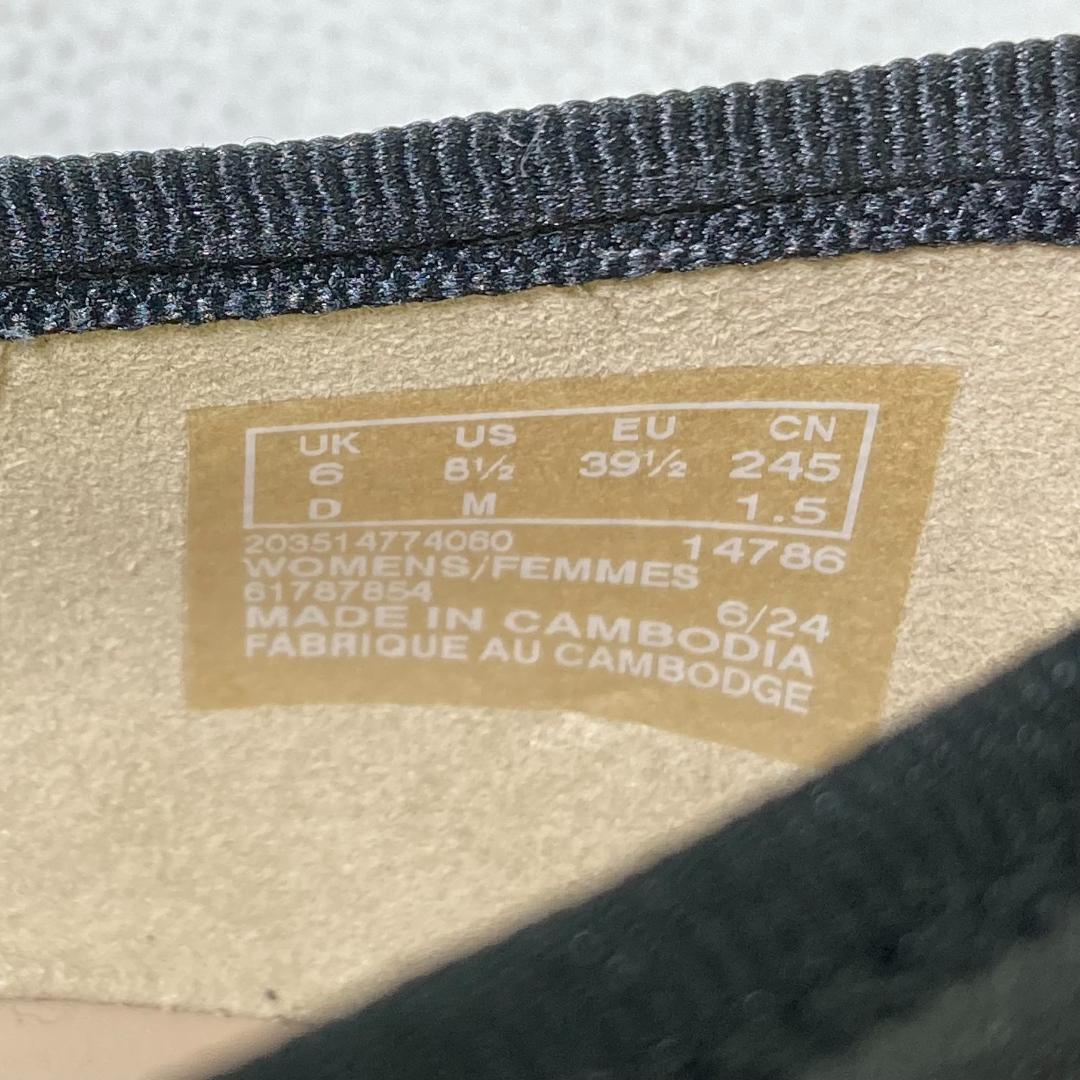 UK US EU CN
6 8½ 39½ 245
D M 1.5
203514774060 14786
WOMENS/FEMMES
61787854 6/24
MADE IN CAMBODIA
FABRIQUE AU CAMBODGE